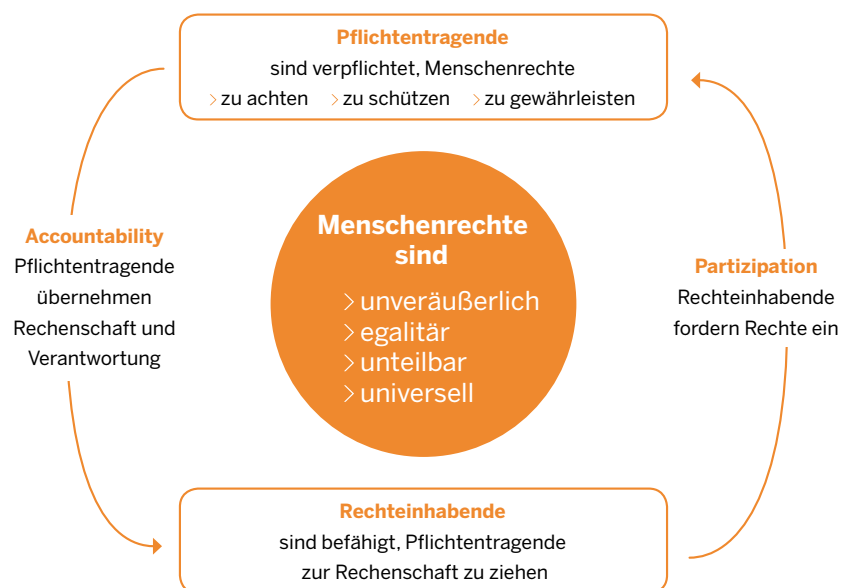 Pflichtentragende
sind verpflichtet, Menschenrechte
> zu achten > zu schützen > zu gewährleisten
Accountability
Pflichtentragende
übernehmen
Rechenschaft und
Verantwortung
Menschenrechte
sind
> unveräußerlich
> egalitär
> unteilbar
> universell
Partizipation
Rechteinhabende
fordern Rechte ein
Rechteinhabende
sind befähigt, Pflichtentragende
zur Rechenschaft zu ziehen